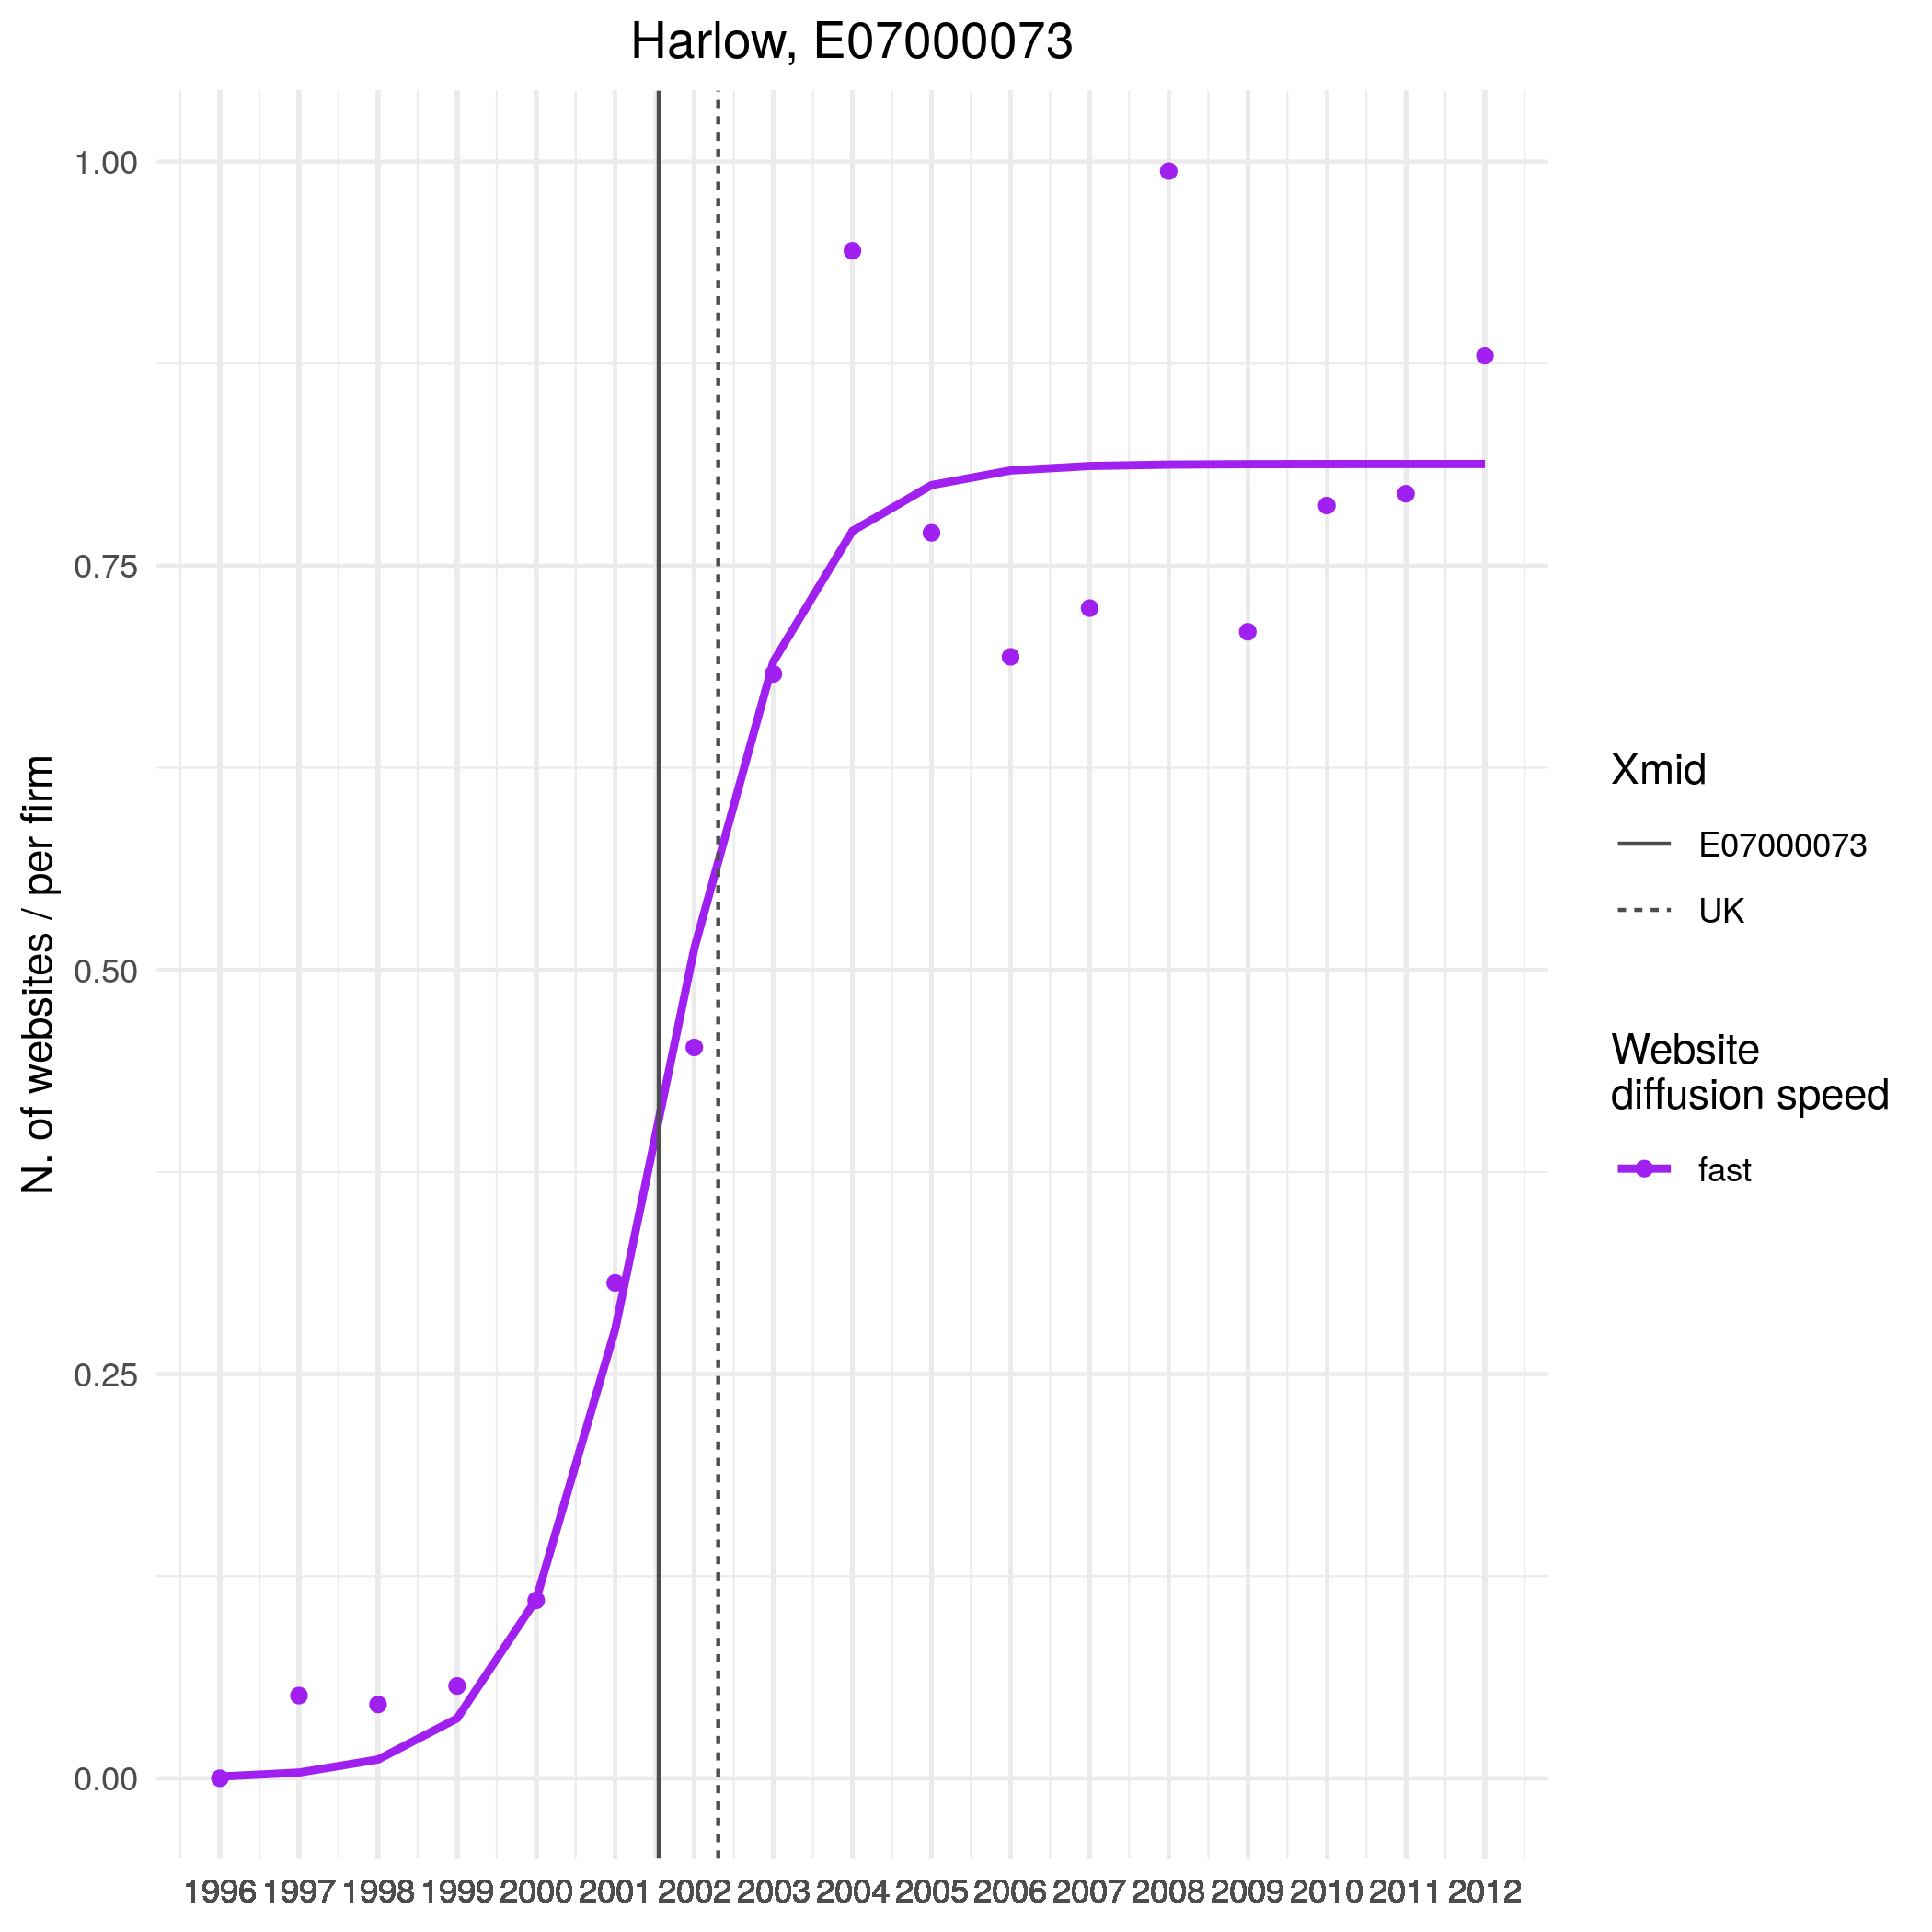 Harlow, E07000073
N. of websites / per firm
1.00
0.75
0.50
0.25
0.00
1996 1997 1998 1999 2000 2001 2002 2003 2004 2005 2006 2007 2008 2009 2010 2011 2012
Xmid
E07000073
UK
Website
diffusion speed
fast